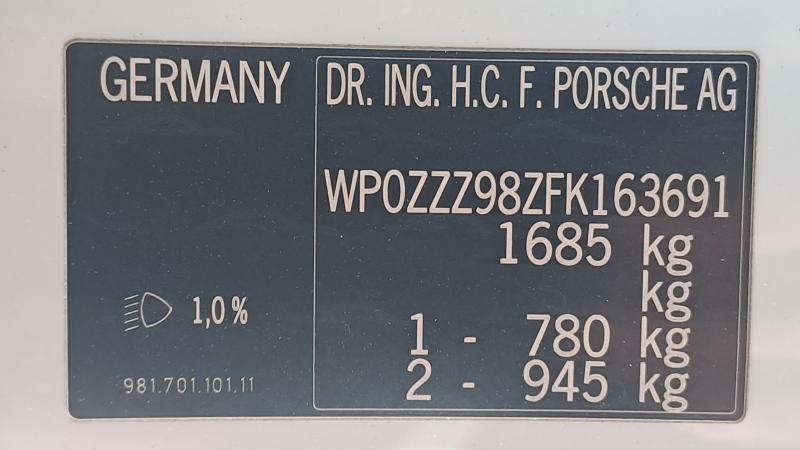 GERMANY
DR. ING. H.C. F. PORSCHE AG
WP0ZZZ98ZFK163691
1685 kg
kg
1 - 780 kg
2 - 945 kg
1,0%
981.701.101.11